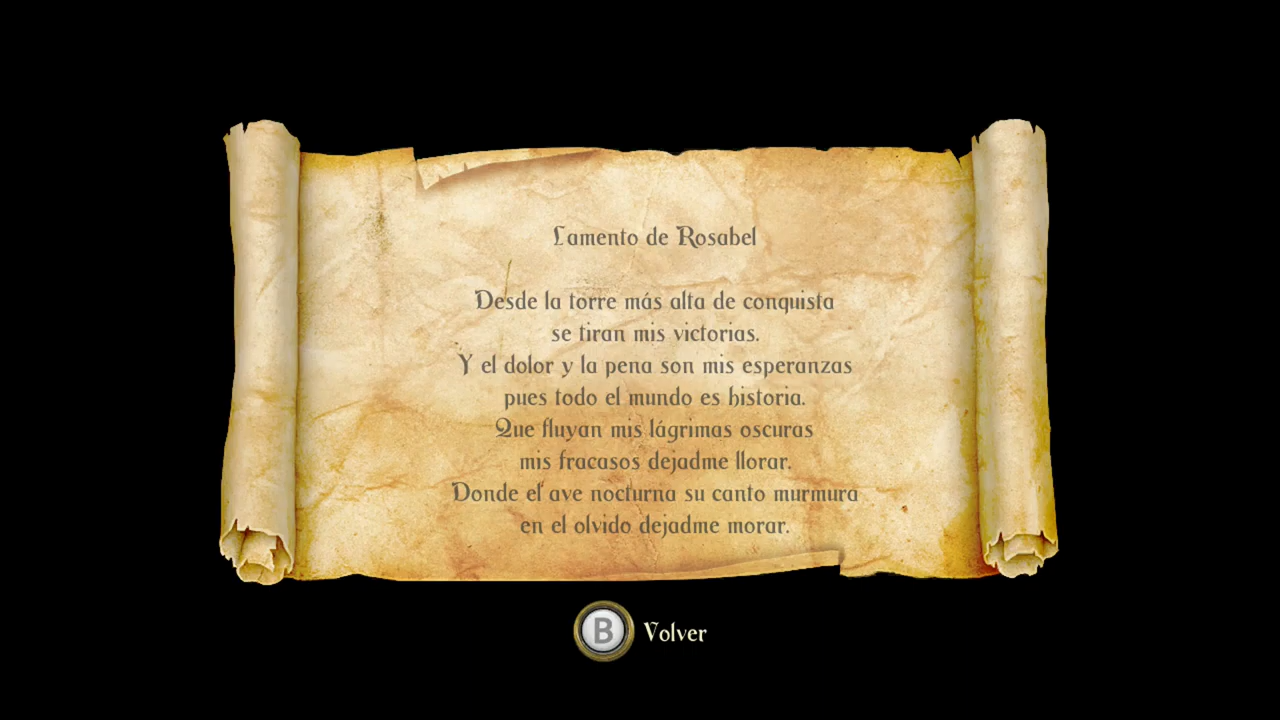 Lamento de Rosabel
Desde la torre más alta de conquista
se tiran mis victorias.
Y el dolor y la pena son mis esperanzas
pues todo el mundo es historia.
Que fluyan mis lágrimas oscuras
mis fracasos dejadme llorar.
Donde el ave nocturna su canto murmura
en el olvido dejadme morar.
B Volver